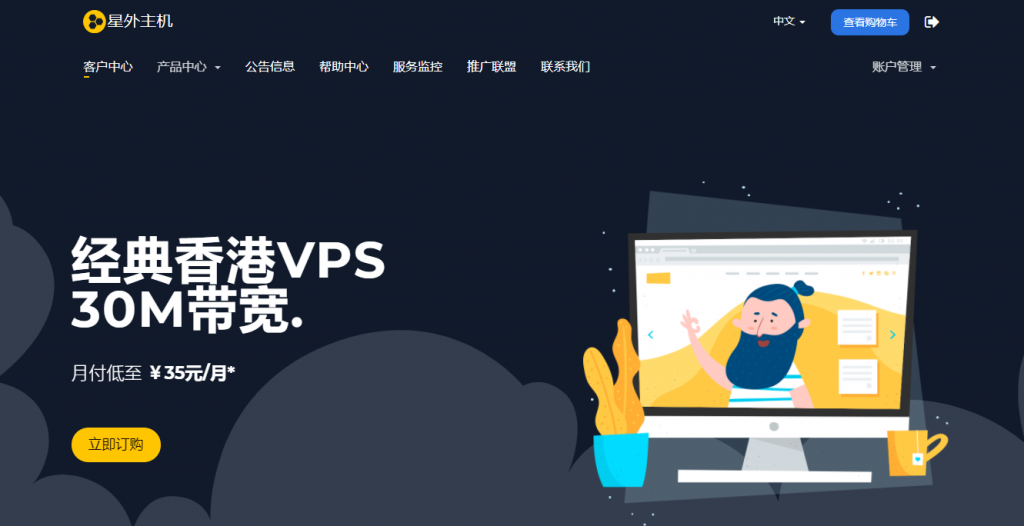 星外主机
中文
查看购物车
客户中心
产品中心
公告信息
帮助中心
服务监控
推广联盟
联系我们
账户管理
经典香港VPS
30M带宽.
月付低至 ¥35元/月*
立即订购